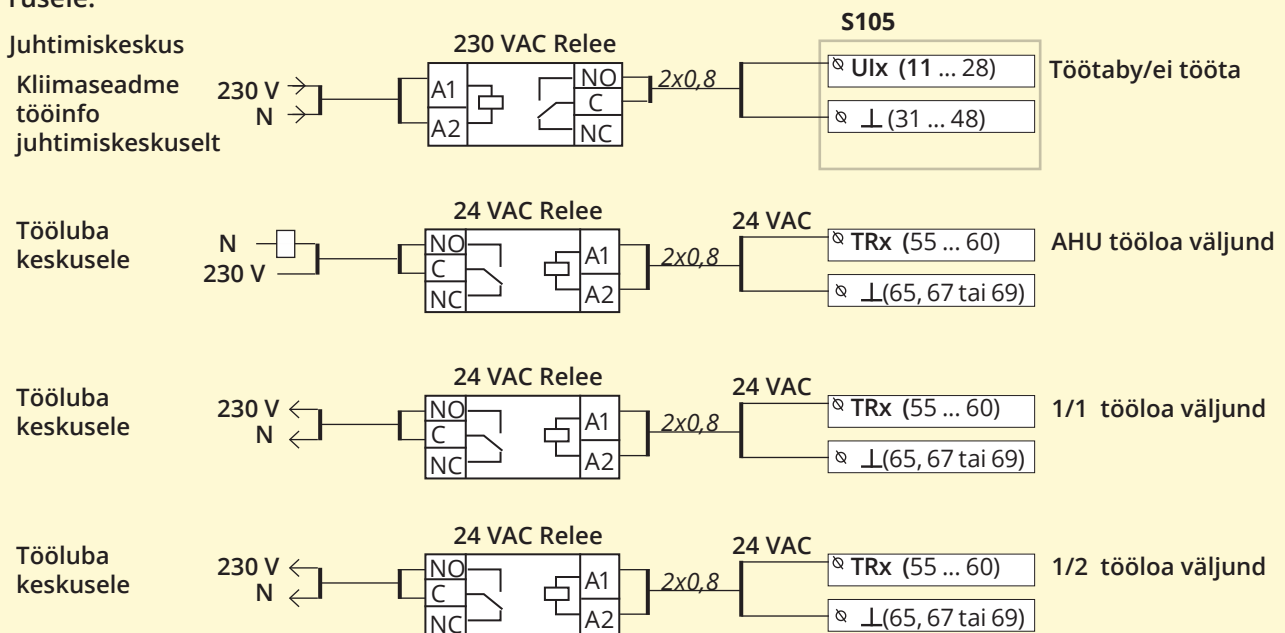 S105
Juhtimiskeskus
230 VAC Relee
Kliimaseadme
tööinfo
juhtimiskeskuselt
230 V
N
A1
A2
NO
C
NC
2x0,8
UIx (11 ... 28)
⊥ (31 ... 48)
Töötaby/ei tööta
Tööluba
keskusele
N
230 V
24 VAC Relee
NO
C
NC
A1
A2
2x0,8
24 VAC
TRx (55 ... 60)
⊥(65, 67 tai 69)
AHU tööloa väljund
Tööluba
keskusele
230 V
N
24 VAC Relee
NO
C
NC
A1
A2
2x0,8
24 VAC
TRx (55 ... 60)
⊥(65, 67 tai 69)
1/1 tööloa väljund
Tööluba
keskusele
230 V
N
24 VAC Relee
NO
C
NC
A1
A2
2x0,8
24 VAC
TRx (55 ... 60)
⊥(65, 67 tai 69)
1/2 tööloa väljund